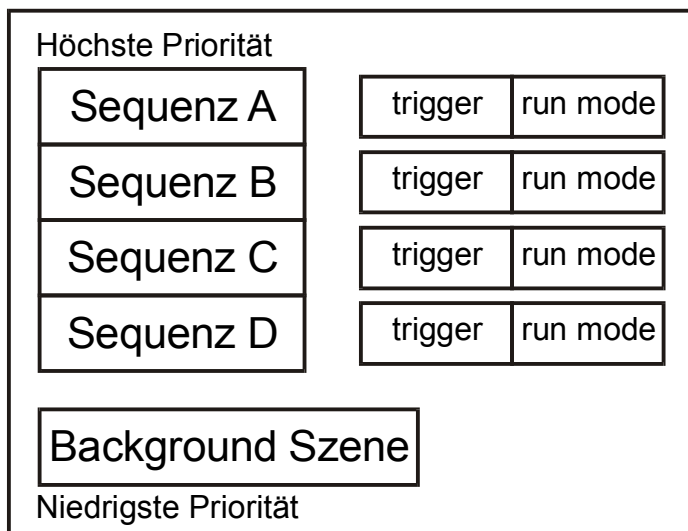 Höchste Priorität
Sequenz A trigger run mode
Sequenz B trigger run mode
Sequenz C trigger run mode
Sequenz D trigger run mode
Background Szene
Niedrigste Priorität